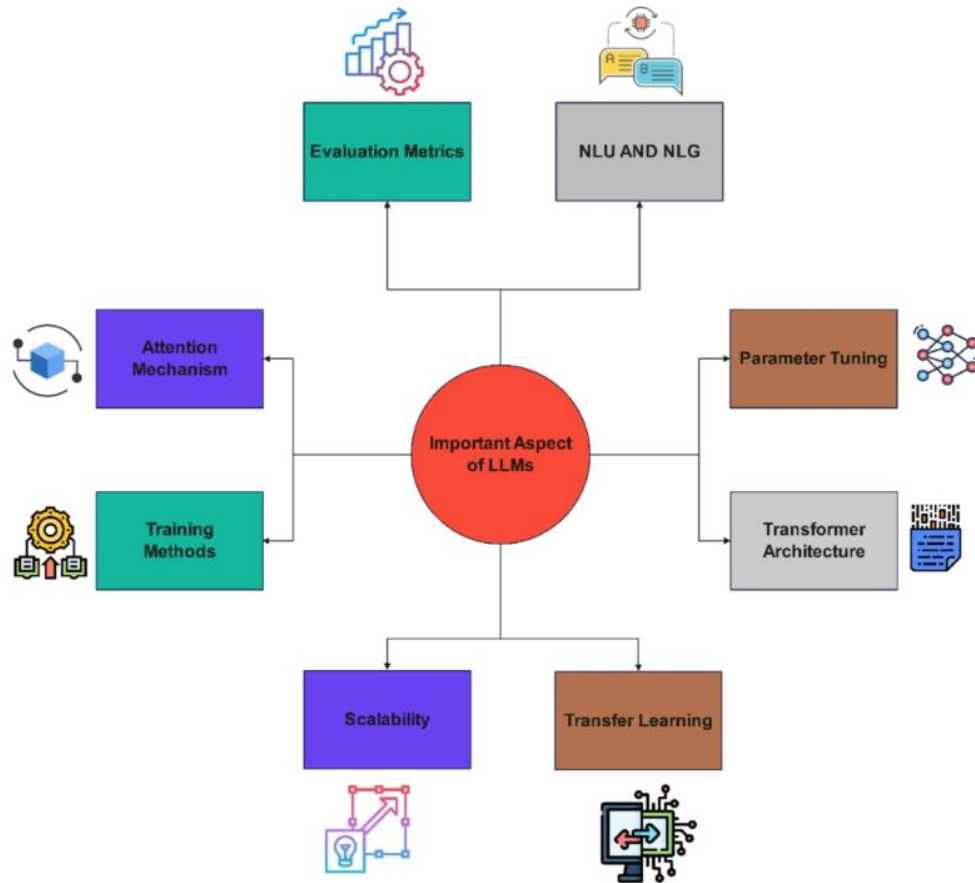 A
B
Evaluation Metrics
NLU AND NLG
Attention
Mechanism
Parameter Tuning
Important Aspect
of LLMs
Training
Methods
Transformer
Architecture
Scalability
Transfer Learning